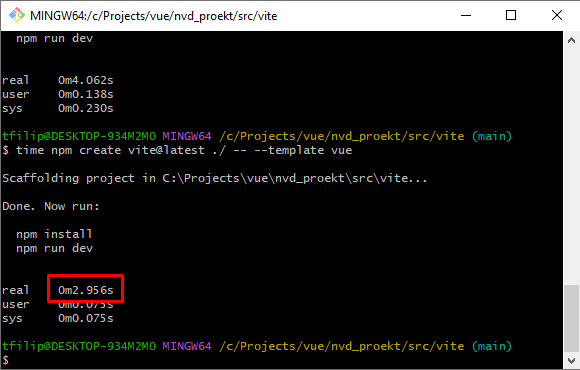 MINGW64:/c/Projects/vue/nvd_proekt/src/vite
npm run dev
real 0m4.062s
user 0m0.138s
sys 0m0.230s
tfilip@DESKTOP-934M2MO MINGW64 /c/Projects/vue/nvd_proekt/src/vite (main)
$ time npm create vite@latest ./ -- --template vue
Scaffolding project in C:\Projects\vue\nvd_proekt\src\vite...
Done. Now run:
npm install
npm run dev
real 0m2.956s
user 0m0.075s
sys 0m0.075s
tfilip@DESKTOP-934M2MO MINGW64 /c/Projects/vue/nvd_proekt/src/vite (main)
$